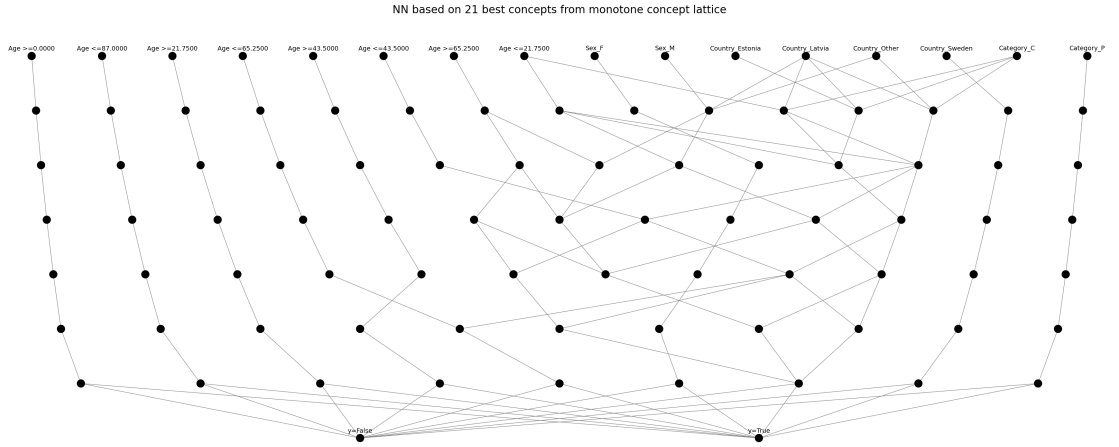 NN based on 21 best concepts from monotone concept lattice
Age >=0.0000 Age <=87.0000 Age >=21.7500 Age <=65.2500 Age >=43.5000 Age <=43.5000 Age >=65.2500 Age <=21.7500 Sex_F Sex_M Country_Estonia Country_Latvia Country_Other Country_Sweden Category_C Category_P
y=False y=True